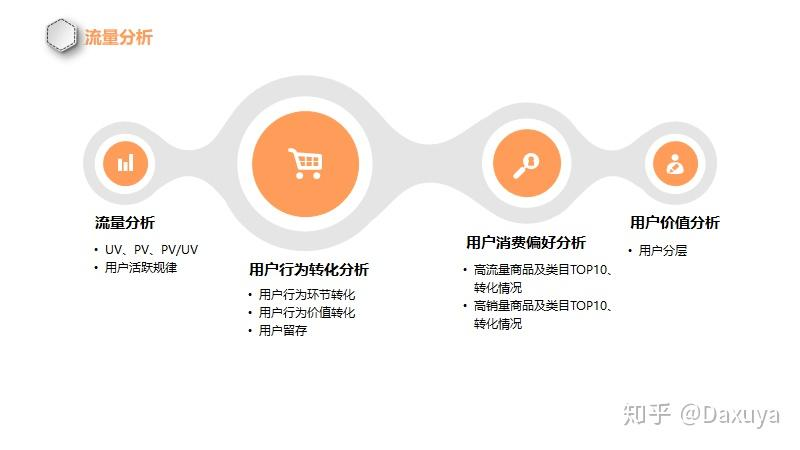 流量分析
流量分析
• UV、PV、PV/UV
• 用户活跃规律
用户行为转化分析
• 用户行为环节转化
• 用户行为价值转化
• 用户留存
用户消费偏好分析
• 高流量商品及类目TOP10、
转化情况
• 高销量商品及类目TOP10、
转化情况
用户价值分析
• 用户分层
知乎 @Daxuya